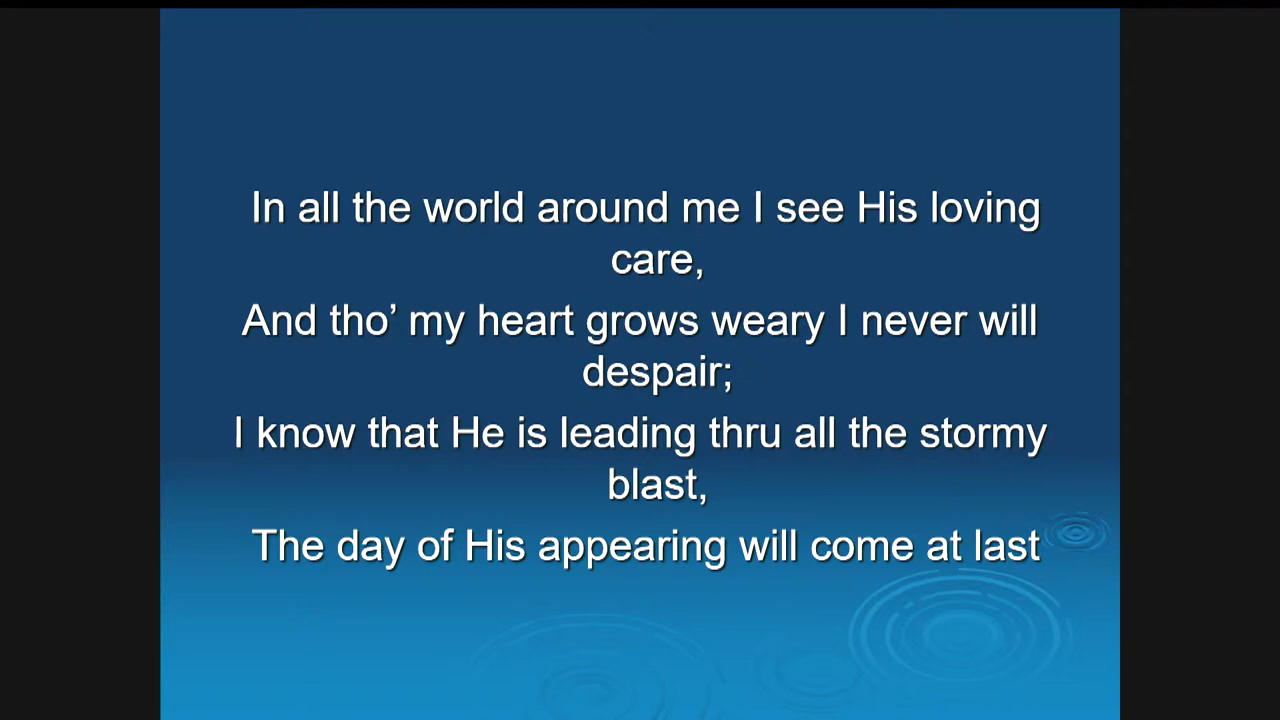 In all the world around me I see His loving
care,
And tho’ my heart grows weary I never will
despair;
I know that He is leading thru all the stormy
blast,
The day of His appearing will come at last